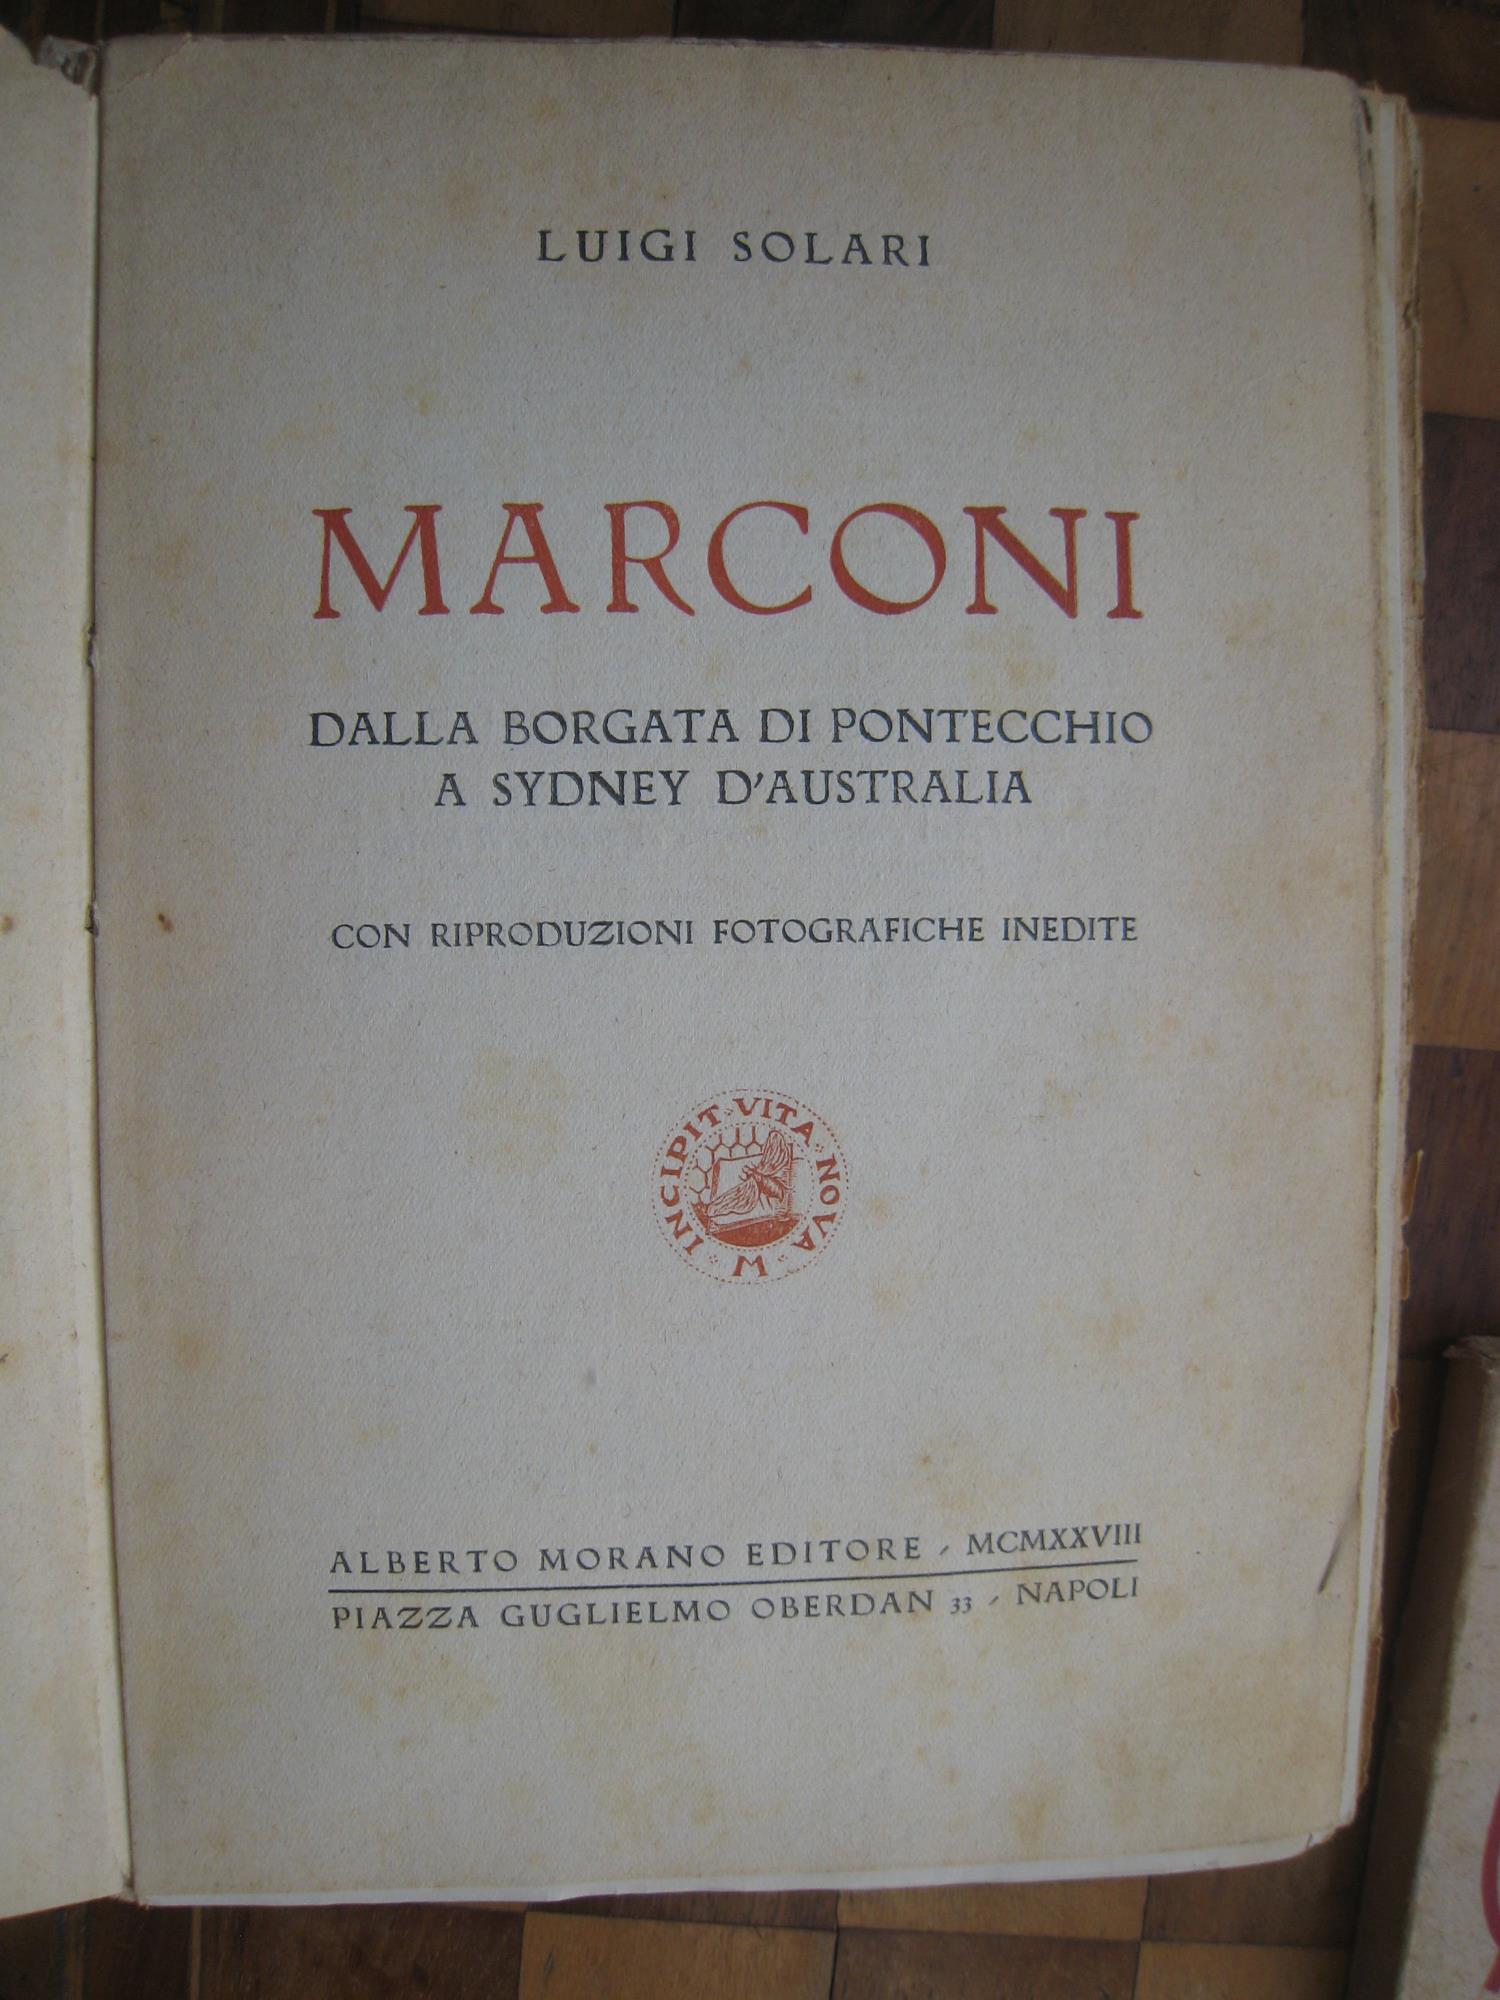 LUIGI SOLARI
MARCONI
DALLA BORGATA DI PONTECCHIO
A SYDNEY D'AUSTRALIA
CON RIPRODUZIONI FOTOGRAFICHE INEDITE
INCIPIT VITA NOVA
M
ALBERTO MORANO EDITORE - MCMXXVIII
PIAZZA GUGLIELMO OBERDAN 33 - NAPOLI